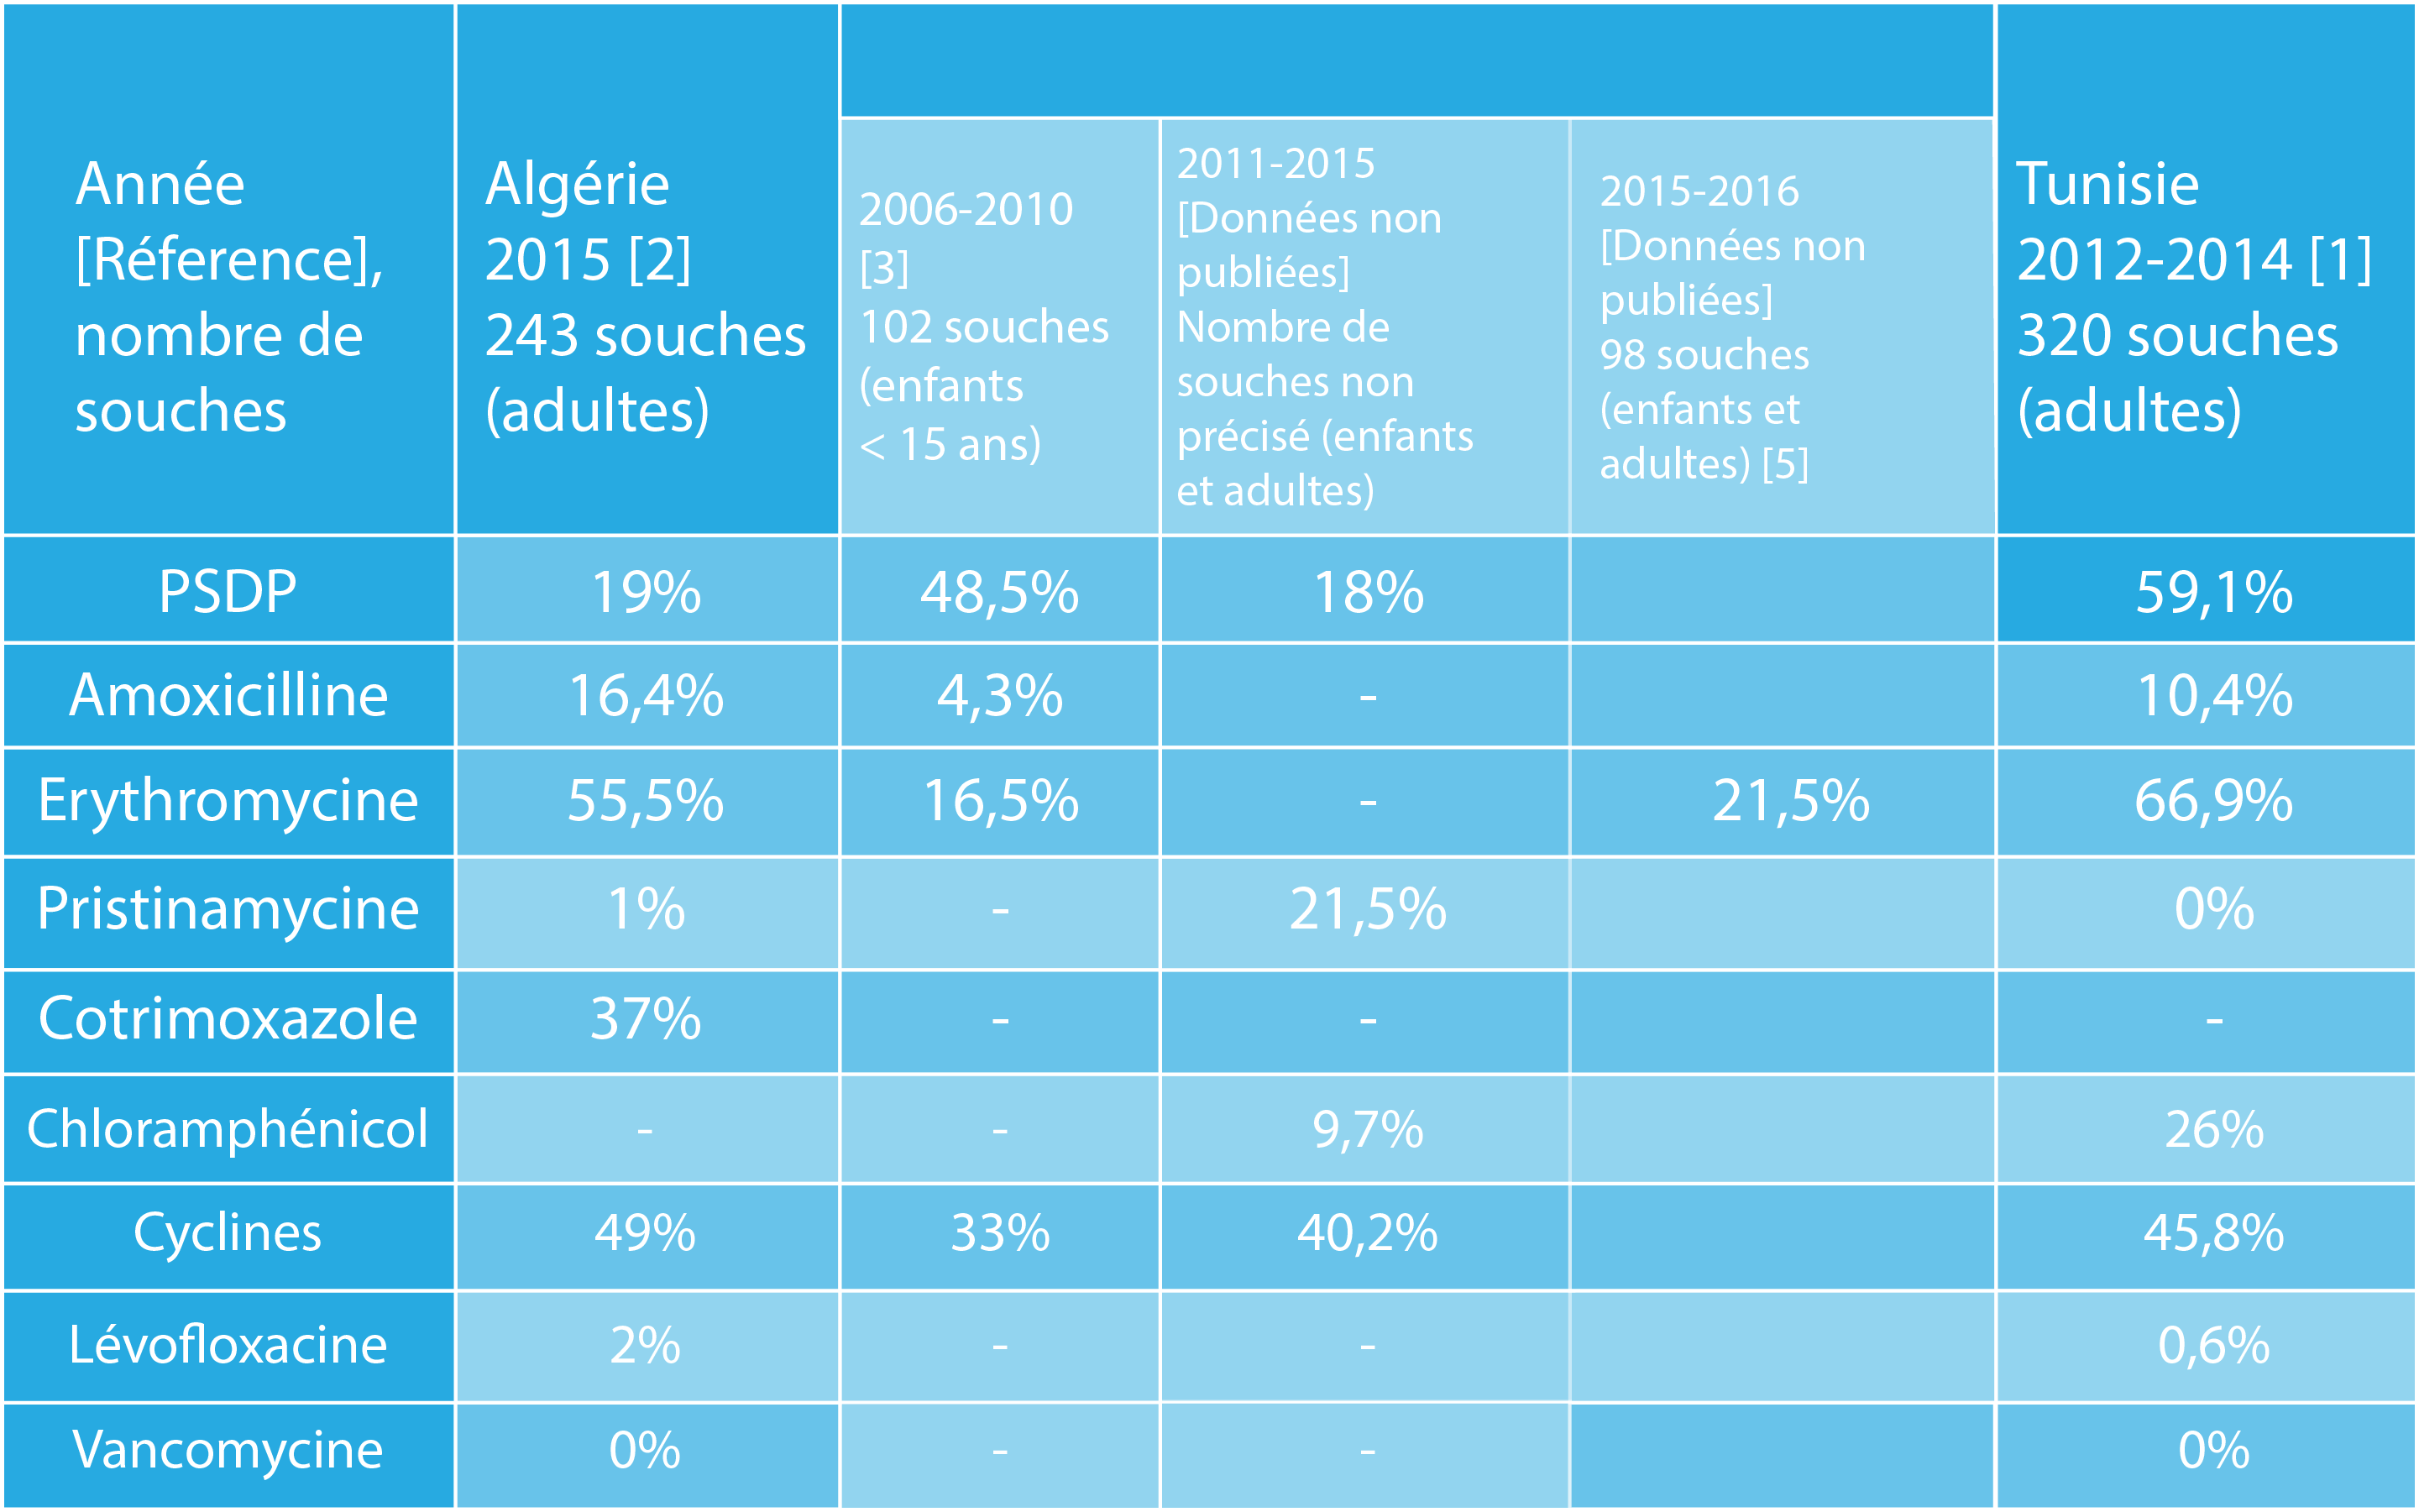 Année
[Réference],
nombre de
souches
Algérie
2015 [2]
243 souches
(adultes)
2006-2010
[3]
102 souches
(enfants
< 15 ans)
2011-2015
[Données non
publiées]
Nombre de
souches non
précisé (enfants
et adultes)
2015-2016
[Données non
publiées]
98 souches
(enfants et
adultes) [5]
Tunisie
2012-2014 [1]
320 souches
(adultes)
PSDP 19% 48,5% 18% 59,1%
Amoxicilline 16,4% 4,3% - 10,4%
Erythromycine 55,5% 16,5% - 21,5% 66,9%
Pristinamycine 1% - 21,5% 0%
Cotrimoxazole 37% - - -
Chloramphénicol - - 9,7% 26%
Cyclines 49% 33% 40,2% 45,8%
Lévofloxacine 2% - - 0,6%
Vancomycine 0% - - 0%